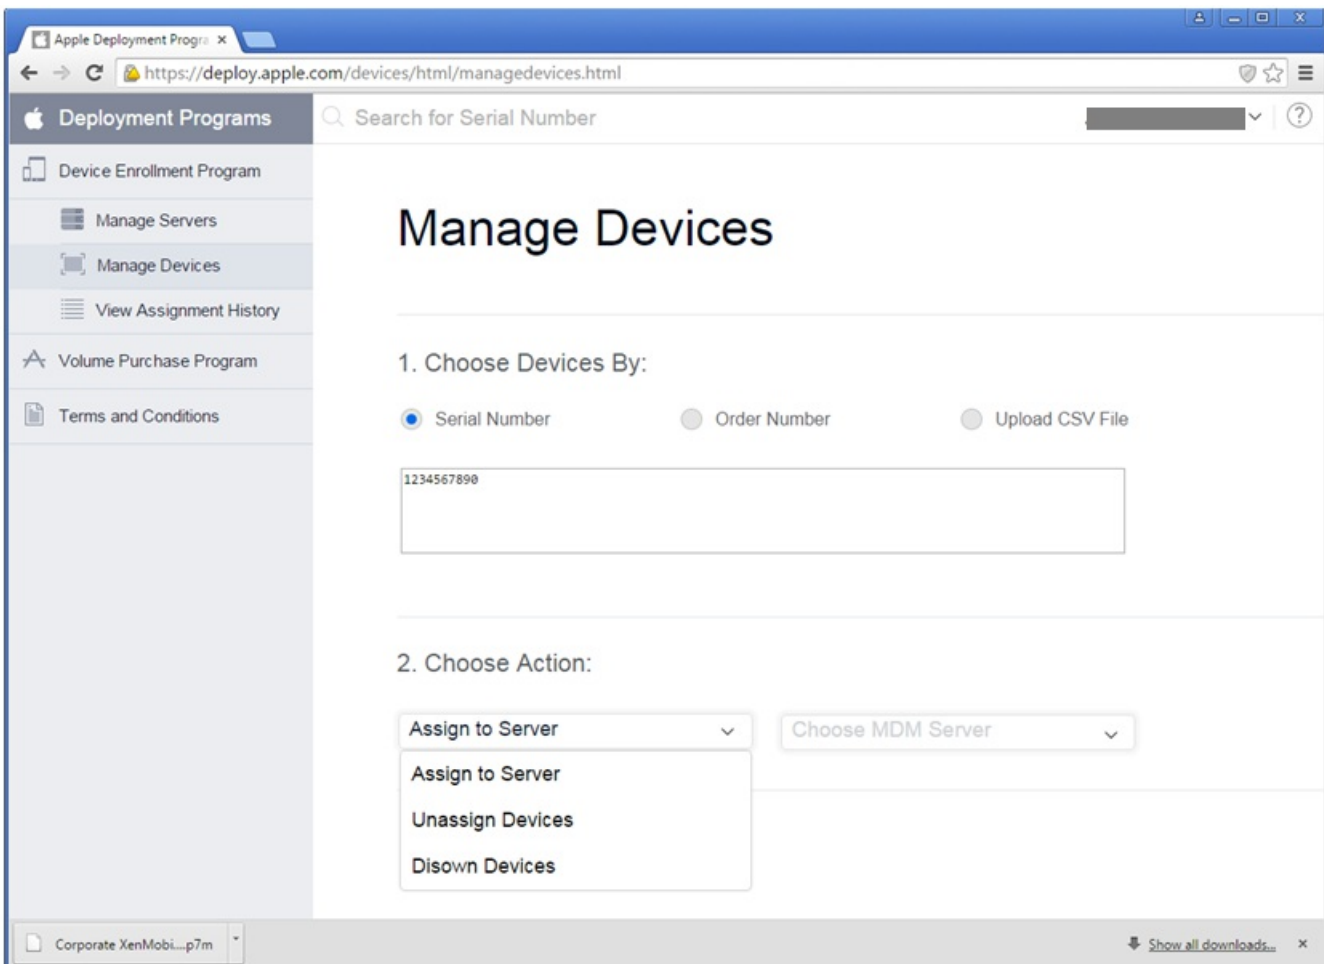 Apple Deployment Progra
https://deploy.apple.com/devices/html/managedevices.html
Deployment Programs
Search for Serial Number
Device Enrollment Program
Manage Servers
Manage Devices
View Assignment History
Volume Purchase Program
Terms and Conditions
Manage Devices
1. Choose Devices By:
Serial Number Order Number Upload CSV File
1234567890
2. Choose Action:
Assign to Server Choose MDM Server
Assign to Server
Unassign Devices
Disown Devices
Corporate XenMobi....p7m Show all downloads...